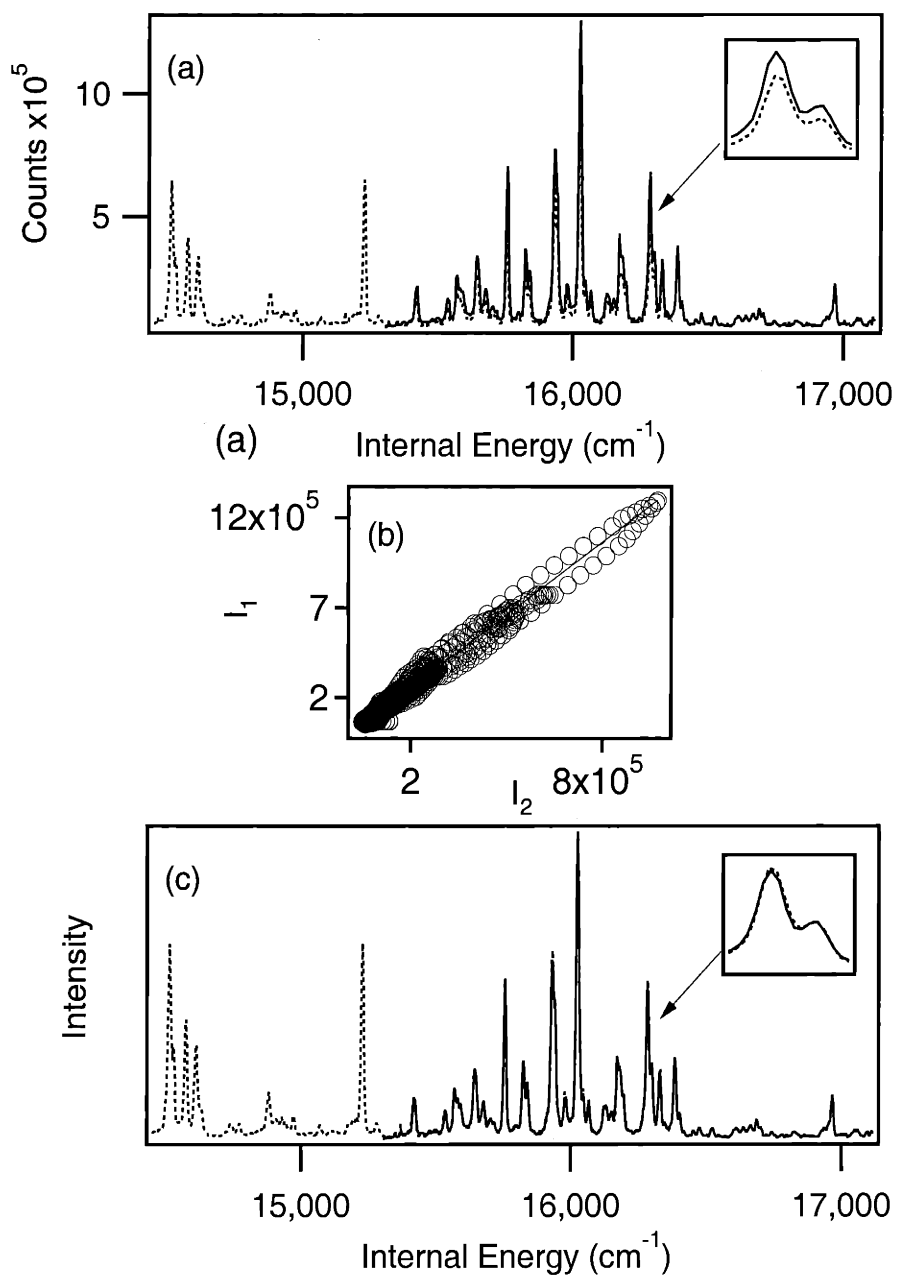 (a)
Counts x10^5
10
5
15,000 16,000 17,000
(a) Internal Energy (cm^-1)
12x10^5
(b)
I_1
7
2
2 8x10^5
I_2
(c)
Intensity
15,000 16,000 17,000
Internal Energy (cm^-1)